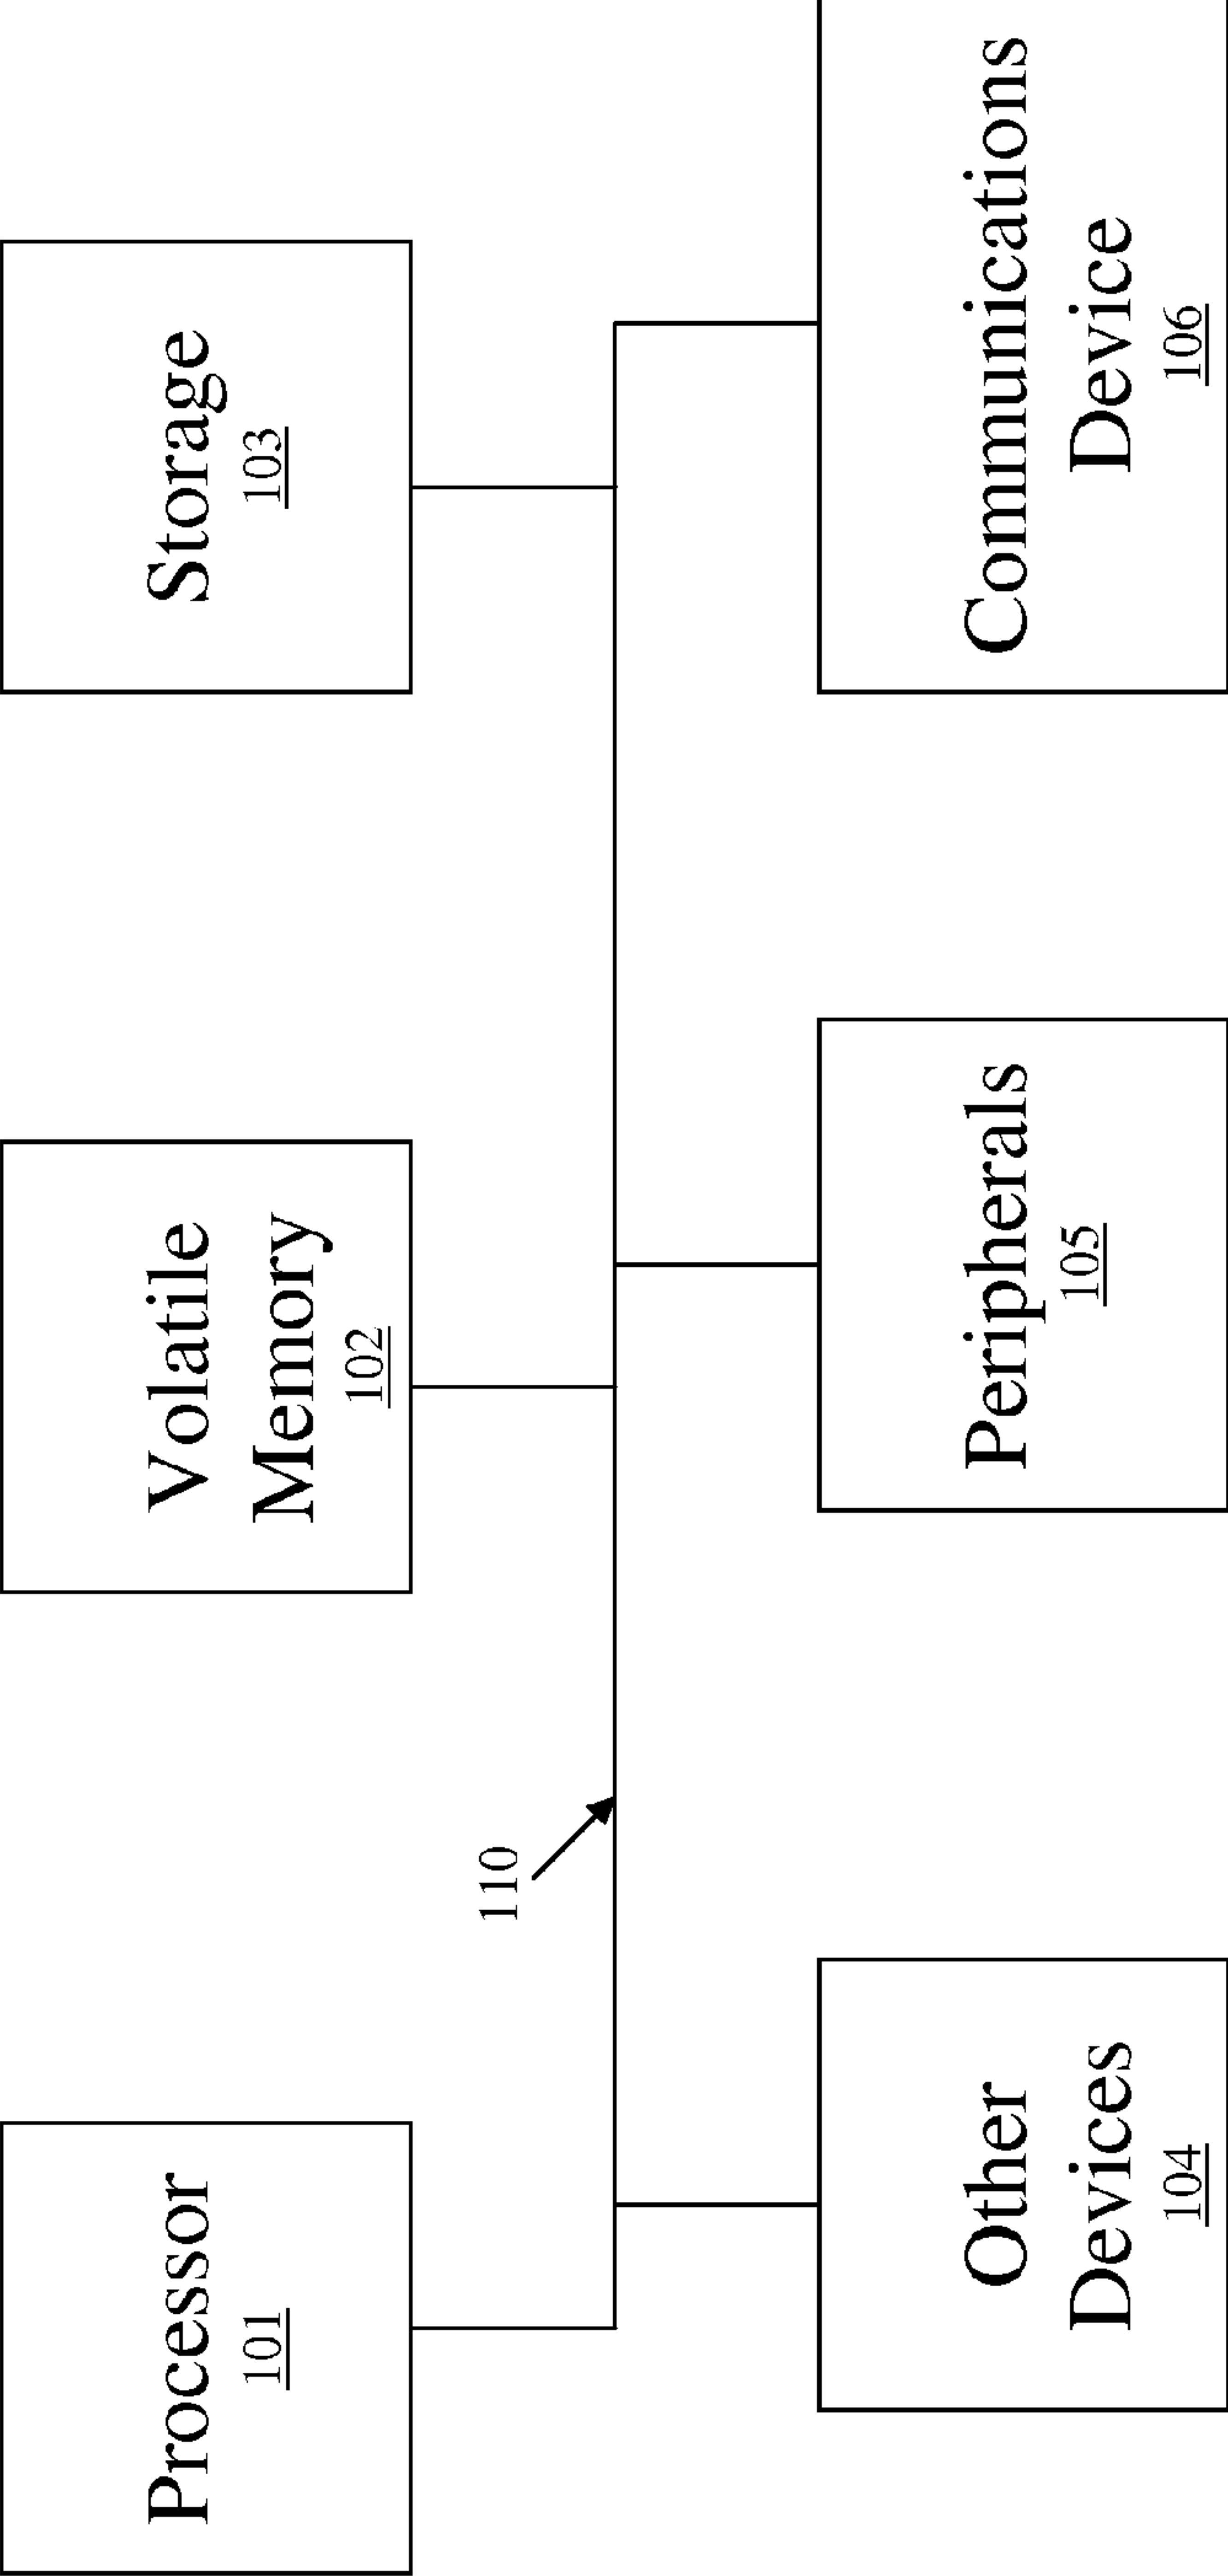 Processor
101
Volatile
Memory
102
Storage
103
110
Other
Devices
104
Peripherals
105
Communications
Device
106